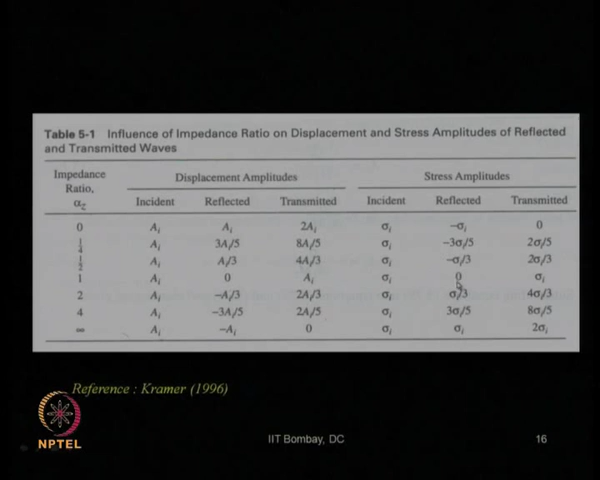 Table 5-1 Influence of Impedance Ratio on Displacement and Stress Amplitudes of Reflected
and Transmitted Waves
Impedance Ratio, αz Displacement Amplitudes Stress Amplitudes
Incident Reflected Transmitted Incident Reflected Transmitted
0 Ai Ai 2Ai σi −σi 0
1/4 Ai 3Ai/5 8Ai/5 σi −3σi/5 2σi/5
1/2 Ai Ai/3 4Ai/3 σi −σi/3 2σi/3
1 Ai 0 Ai σi 0 σi
2 Ai −Ai/3 2Ai/3 σi σi/3 4σi/3
4 Ai −3Ai/5 2Ai/5 σi 3σi/5 8σi/5
∞ Ai −Ai 0 σi σi 2σi
Reference : Kramer (1996)
NPTEL
IIT Bombay, DC
16